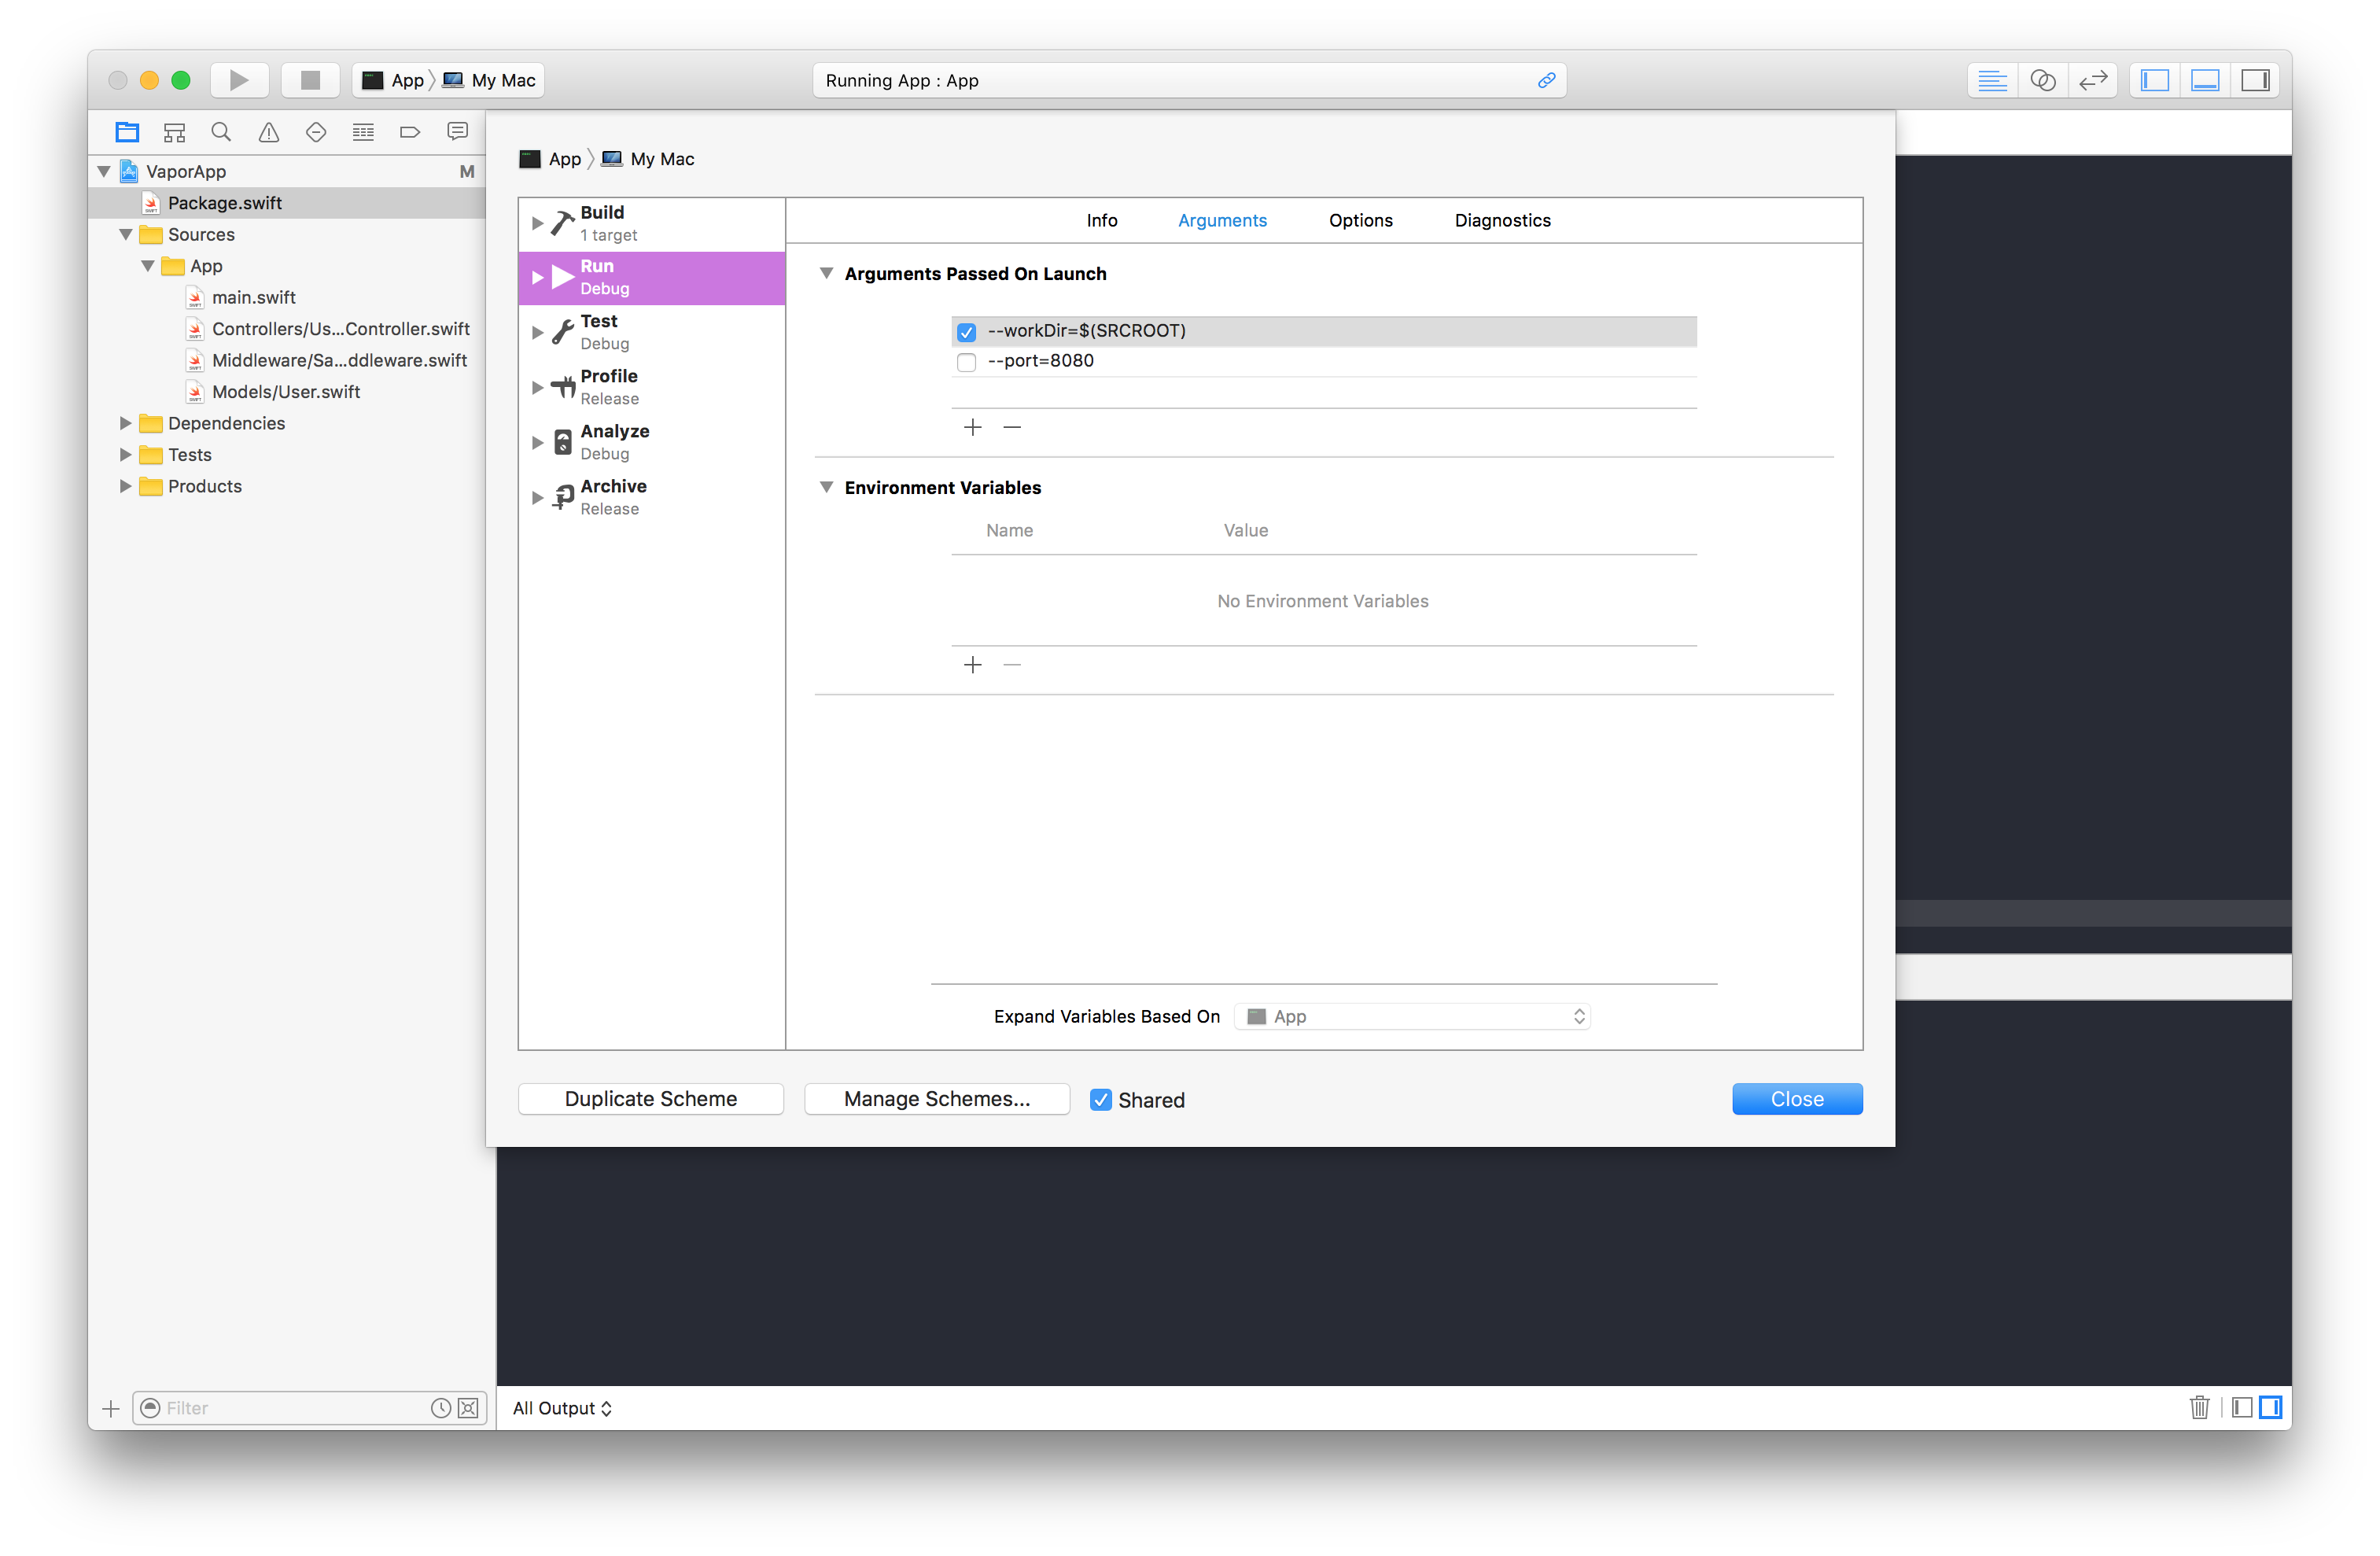 App
My Mac
Running App : App
VaporApp
M
Package.swift
Sources
App
main.swift
Controllers/Us...Controller.swift
Middleware/Sa...ddleware.swift
Models/User.swift
Dependencies
Tests
Products
Filter
App
My Mac
Build
1 target
Run
Debug
Test
Debug
Profile
Release
Analyze
Debug
Archive
Release
Info
Arguments
Options
Diagnostics
Arguments Passed On Launch
--workDir=$(SRCROOT)
--port=8080
Environment Variables
Name
Value
No Environment Variables
Expand Variables Based On
App
Duplicate Scheme
Manage Schemes...
Shared
Close
All Output